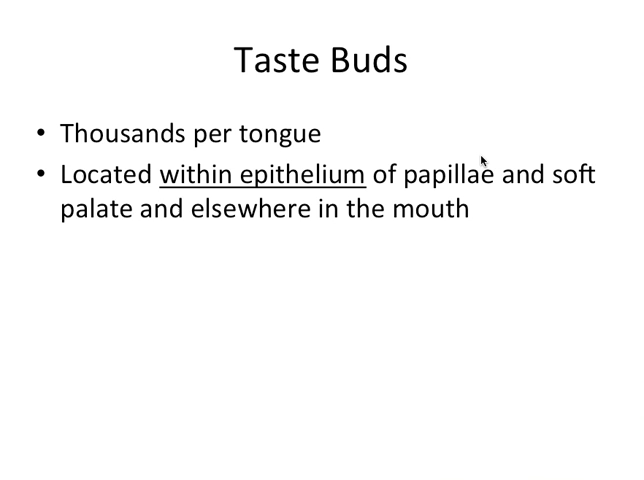 Taste Buds
• Thousands per tongue
• Located within epithelium of papillae and soft
palate and elsewhere in the mouth